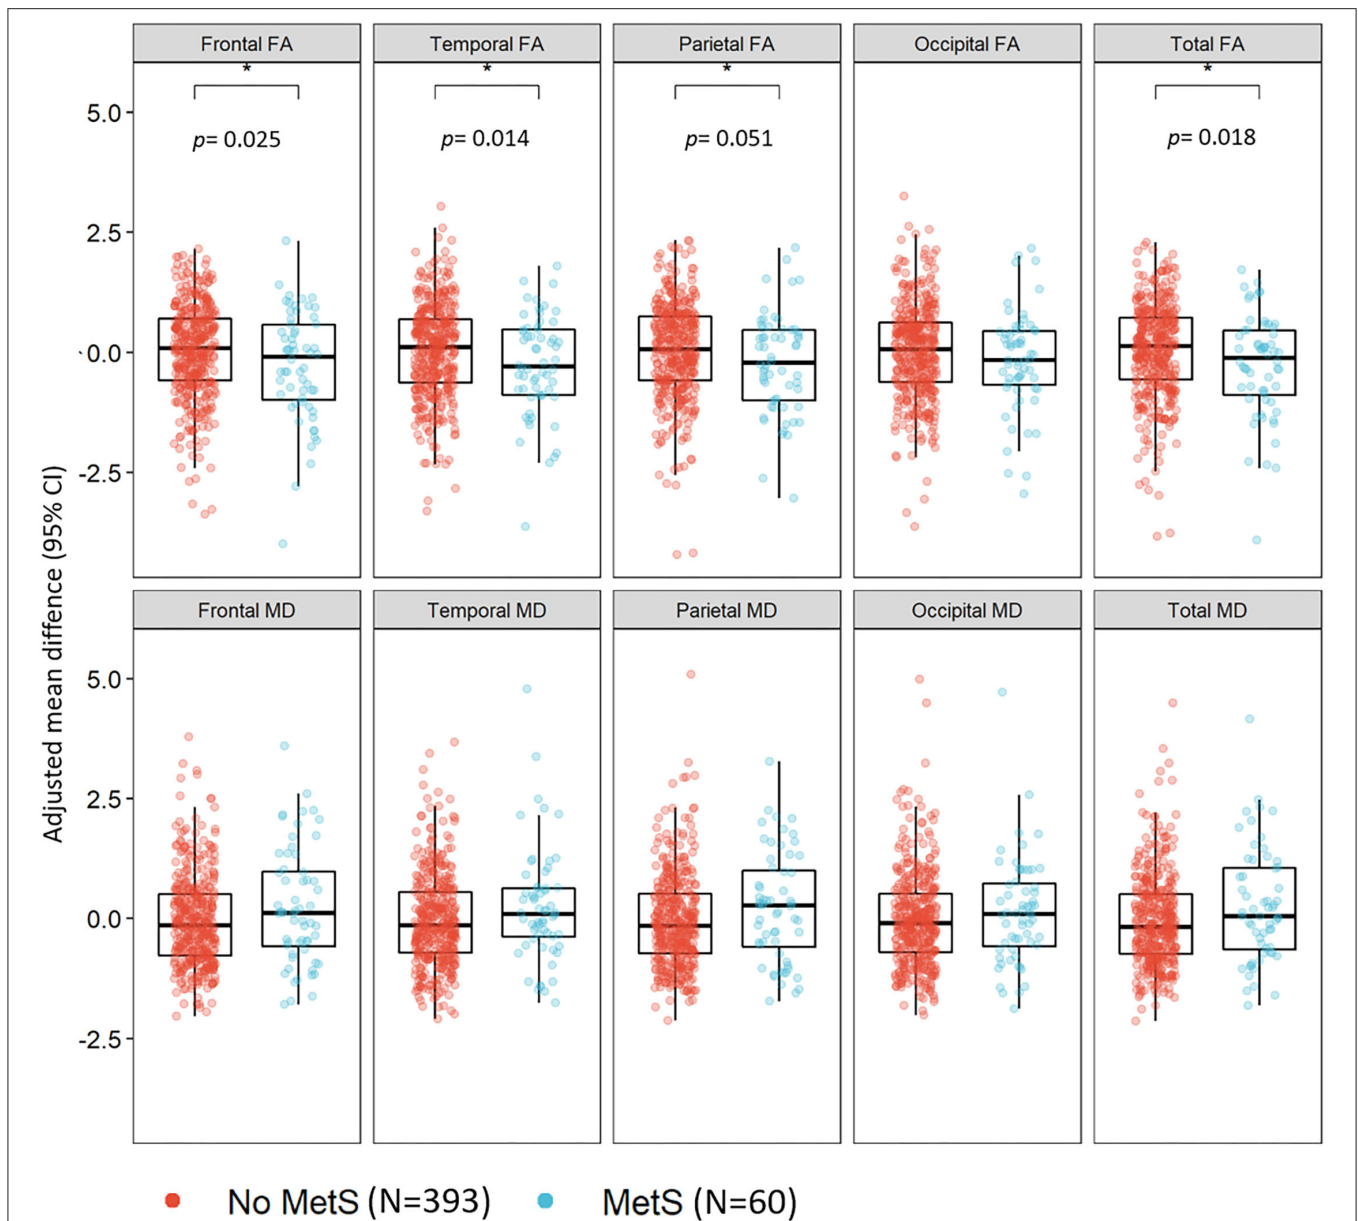 Frontal FA
Temporal FA
Parietal FA
Occipital FA
Total FA
*
*
*
*
p= 0.025
p= 0.014
p= 0.051
p= 0.018
5.0
2.5
0.0
-2.5
Adjusted mean diffence (95% CI)
Frontal MD
Temporal MD
Parietal MD
Occipital MD
Total MD
5.0
2.5
0.0
-2.5
No MetS (N=393)
MetS (N=60)